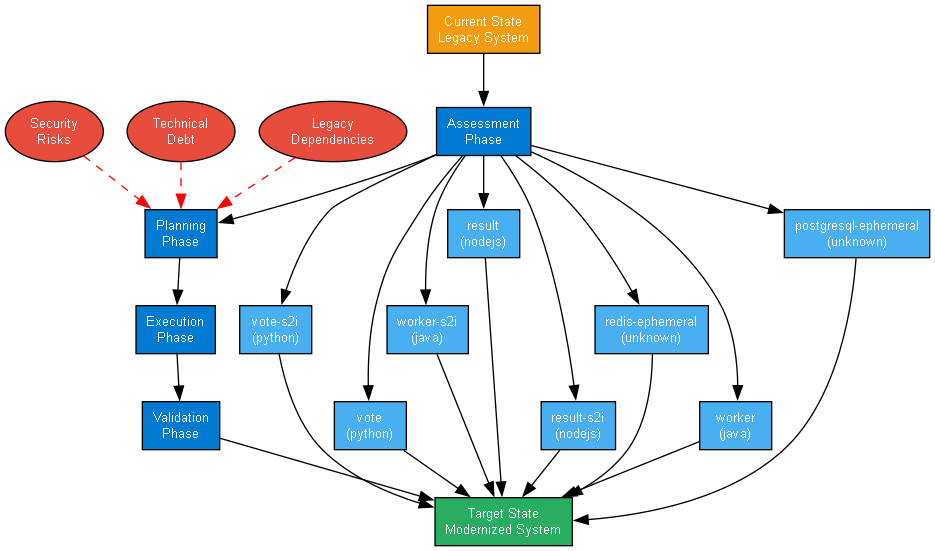 Current State
Legacy System
Security
Risks
Technical
Debt
Legacy
Dependencies
Assessment
Phase
Planning
Phase
result
(nodejs)
postgresql-ephemeral
(unknown)
Execution
Phase
vote-s2i
(python)
worker-s2i
(java)
redis-ephemeral
(unknown)
Validation
Phase
vote
(python)
result-s2i
(nodejs)
worker
(java)
Target State
Modernized System